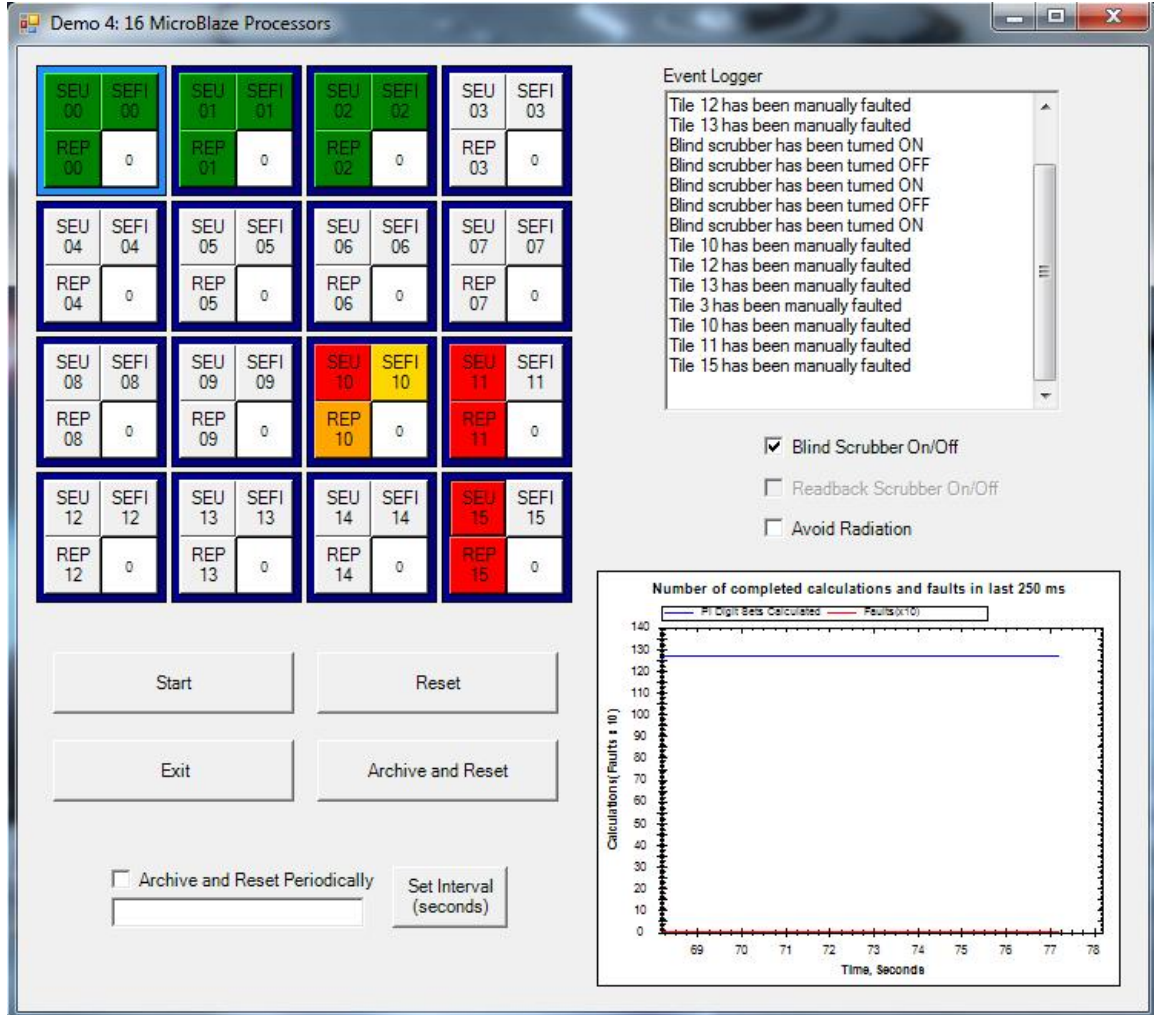 Demo 4: 16 MicroBlaze Processors
SEU 00 SEFI 00 SEU 01 SEFI 01 SEU 02 SEFI 02 SEU 03 SEFI 03
REP 00 0 REP 01 0 REP 02 0 REP 03 0
SEU 04 SEFI 04 SEU 05 SEFI 05 SEU 06 SEFI 06 SEU 07 SEFI 07
REP 04 0 REP 05 0 REP 06 0 REP 07 0
SEU 08 SEFI 08 SEU 09 SEFI 09 SEU 10 SEFI 10 SEU 11 SEFI 11
REP 08 0 REP 09 0 REP 10 0 REP 11 0
SEU 12 SEFI 12 SEU 13 SEFI 13 SEU 14 SEFI 14 SEU 15 SEFI 15
REP 12 0 REP 13 0 REP 14 0 REP 15 0
Start
Reset
Exit
Archive and Reset
Archive and Reset Periodically
Set Interval
(seconds)
Event Logger
Tile 12 has been manually faulted
Tile 13 has been manually faulted
Blind scrubber has been turned ON
Blind scrubber has been turned OFF
Blind scrubber has been turned ON
Blind scrubber has been turned OFF
Blind scrubber has been turned ON
Tile 10 has been manually faulted
Tile 12 has been manually faulted
Tile 13 has been manually faulted
Tile 3 has been manually faulted
Tile 10 has been manually faulted
Tile 11 has been manually faulted
Tile 15 has been manually faulted
Blind Scrubber On/Off
Readback Scrubber On/Off
Avoid Radiation
Number of completed calculations and faults in last 250 ms
PI Digit Sets Calculated Faults(x10)
Calculations(Faults x 10)
140
130
120
110
100
90
80
70
60
50
40
30
20
10
0
69 70 71 72 73 74 75 76 77 78
Time, Seconds